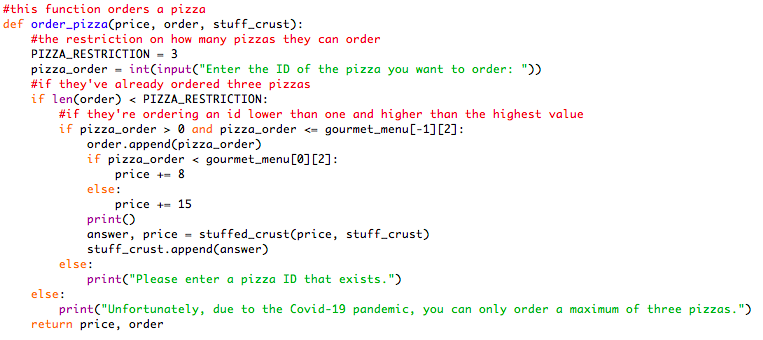 #this function orders a pizza
def order_pizza(price, order, stuff_crust):
    #the restriction on how many pizzas they can order
    PIZZA_RESTRICTION = 3
    pizza_order = int(input("Enter the ID of the pizza you want to order: "))
    #if they've already ordered three pizzas
    if len(order) < PIZZA_RESTRICTION:
        #if they're ordering an id lower than one and higher than the highest value
        if pizza_order > 0 and pizza_order <= gourmet_menu[-1][2]:
            order.append(pizza_order)
            if pizza_order < gourmet_menu[0][2]:
                price += 8
            else:
                price += 15
            print()
            answer, price = stuffed_crust(price, stuff_crust)
            stuff_crust.append(answer)
        else:
            print("Please enter a pizza ID that exists.")
    else:
        print("Unfortunately, due to the Covid-19 pandemic, you can only order a maximum of three pizzas.")
    return price, order